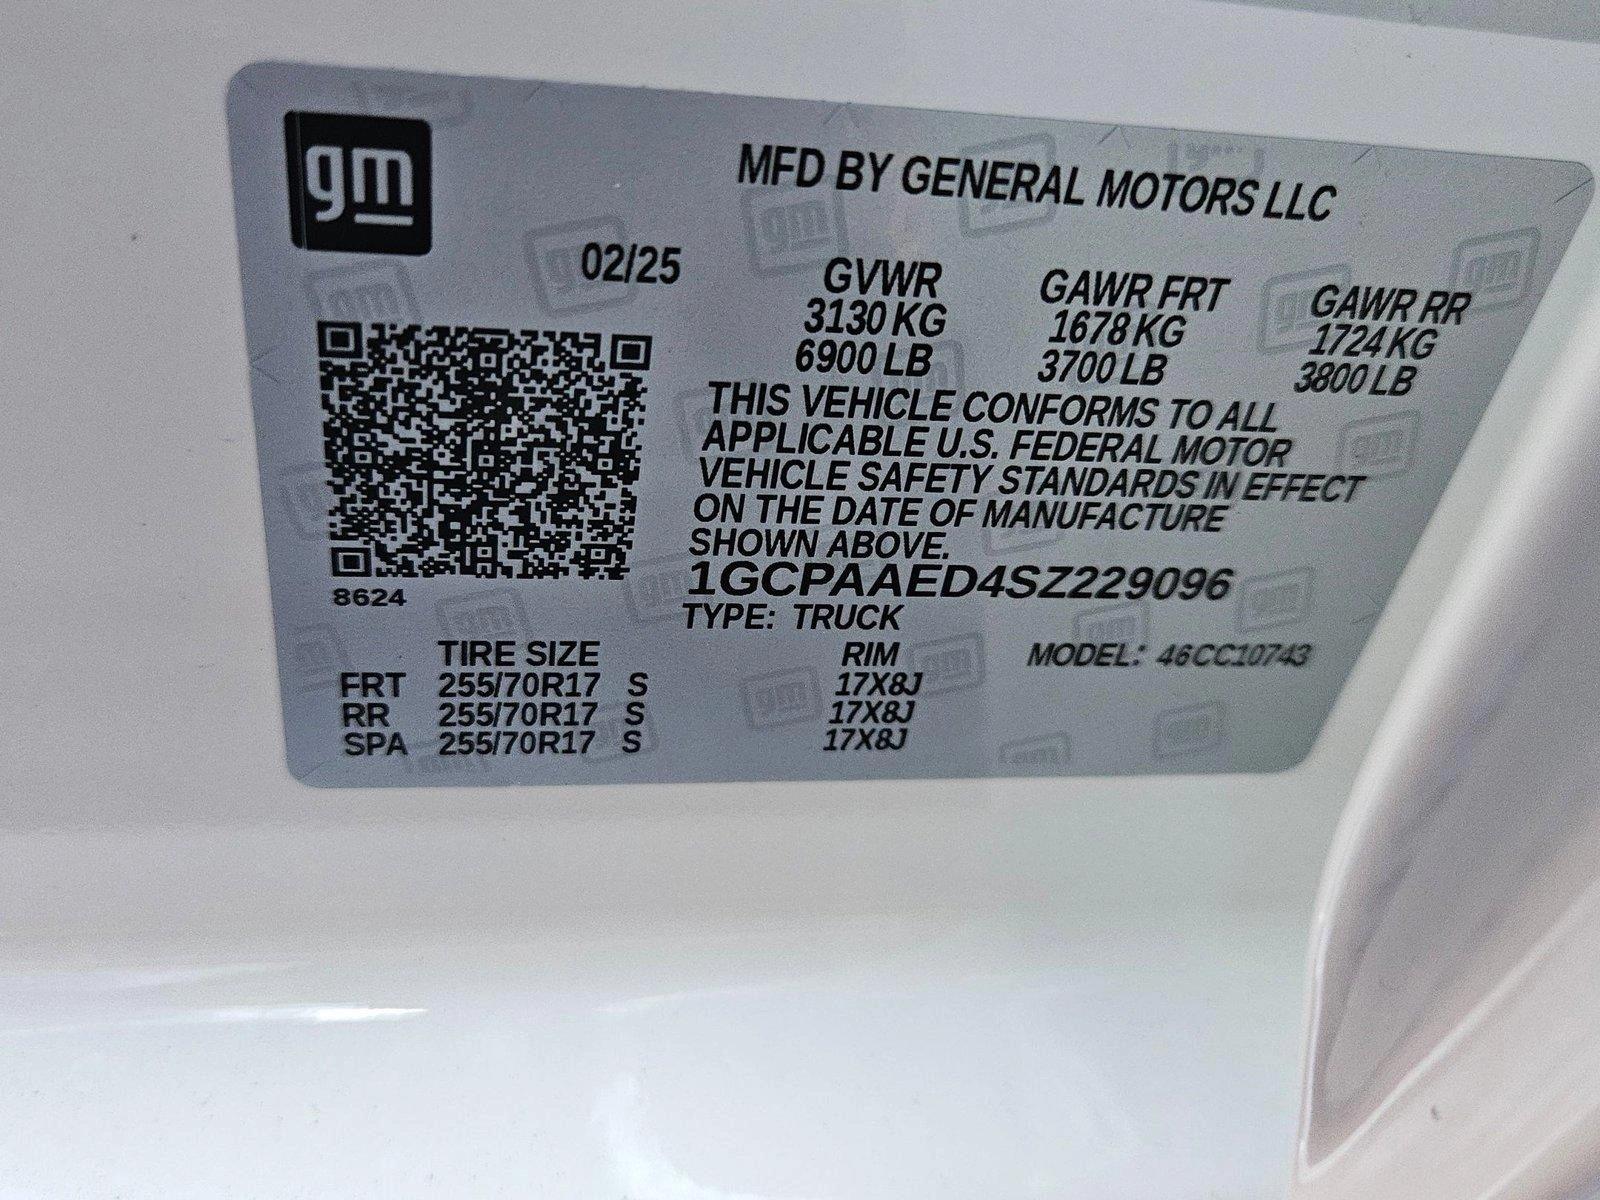 gm
MFD BY GENERAL MOTORS LLC
02/25
GVWR GAWR FRT GAWR RR
3130 KG 1678 KG 1724 KG
6900 LB 3700 LB 3800 LB
THIS VEHICLE CONFORMS TO ALL
APPLICABLE U.S. FEDERAL MOTOR
VEHICLE SAFETY STANDARDS IN EFFECT
ON THE DATE OF MANUFACTURE
SHOWN ABOVE.
1GCPAAED4SZ229096
8624
TYPE: TRUCK
TIRE SIZE RIM MODEL: 46CC10743
FRT 255/70R17 S 17X8J
RR 255/70R17 S 17X8J
SPA 255/70R17 S 17X8J